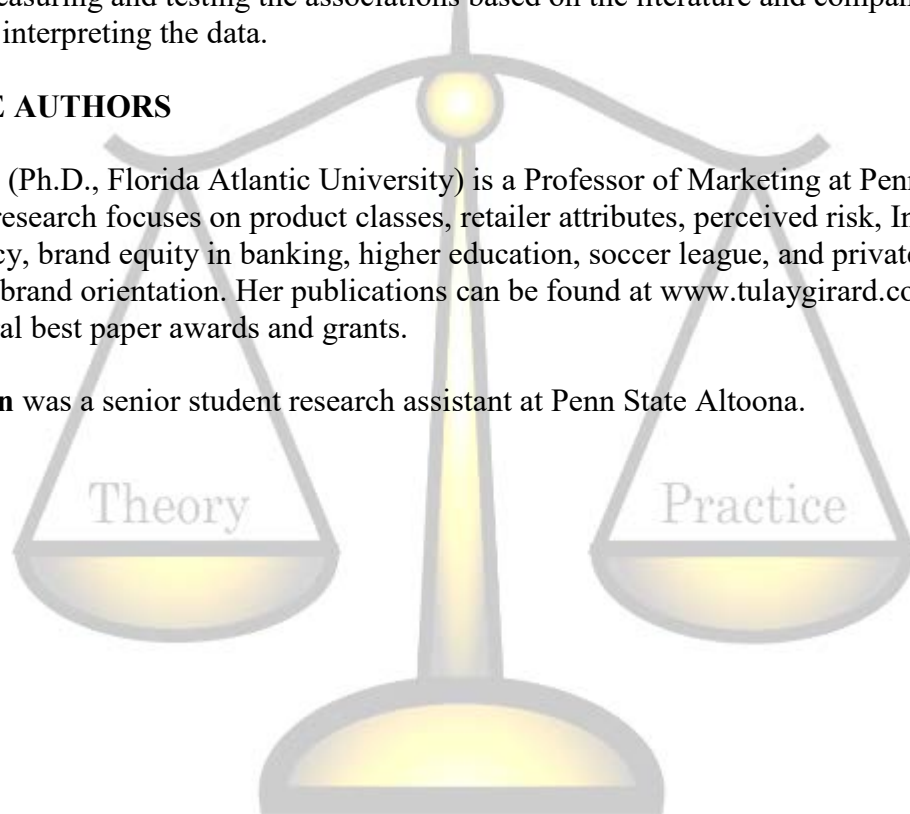 easuring and testing the associations based on the literature and compan
interpreting the data.
E AUTHORS
(Ph.D., Florida Atlantic University) is a Professor of Marketing at Penn
research focuses on product classes, retailer attributes, perceived risk, In
cy, brand equity in banking, higher education, soccer league, and private
brand orientation. Her publications can be found at www.tulaygirard.co
al best paper awards and grants.
n was a senior student research assistant at Penn State Altoona.
Theory Practice